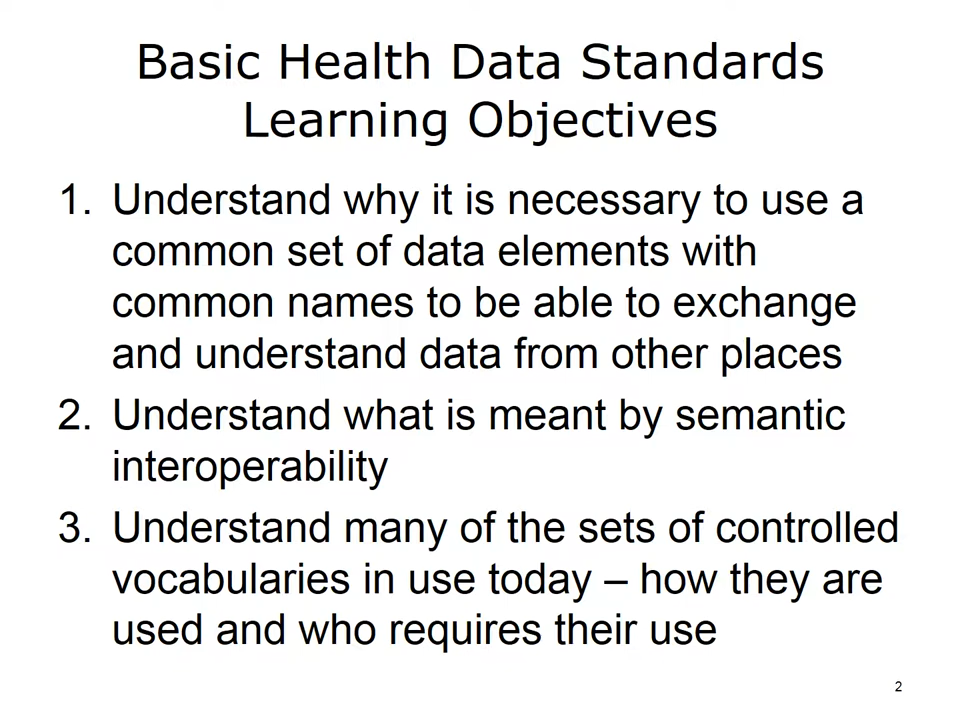 Basic Health Data Standards
Learning Objectives
1. Understand why it is necessary to use a
common set of data elements with
common names to be able to exchange
and understand data from other places
2. Understand what is meant by semantic
interoperability
3. Understand many of the sets of controlled
vocabularies in use today – how they are
used and who requires their use
2